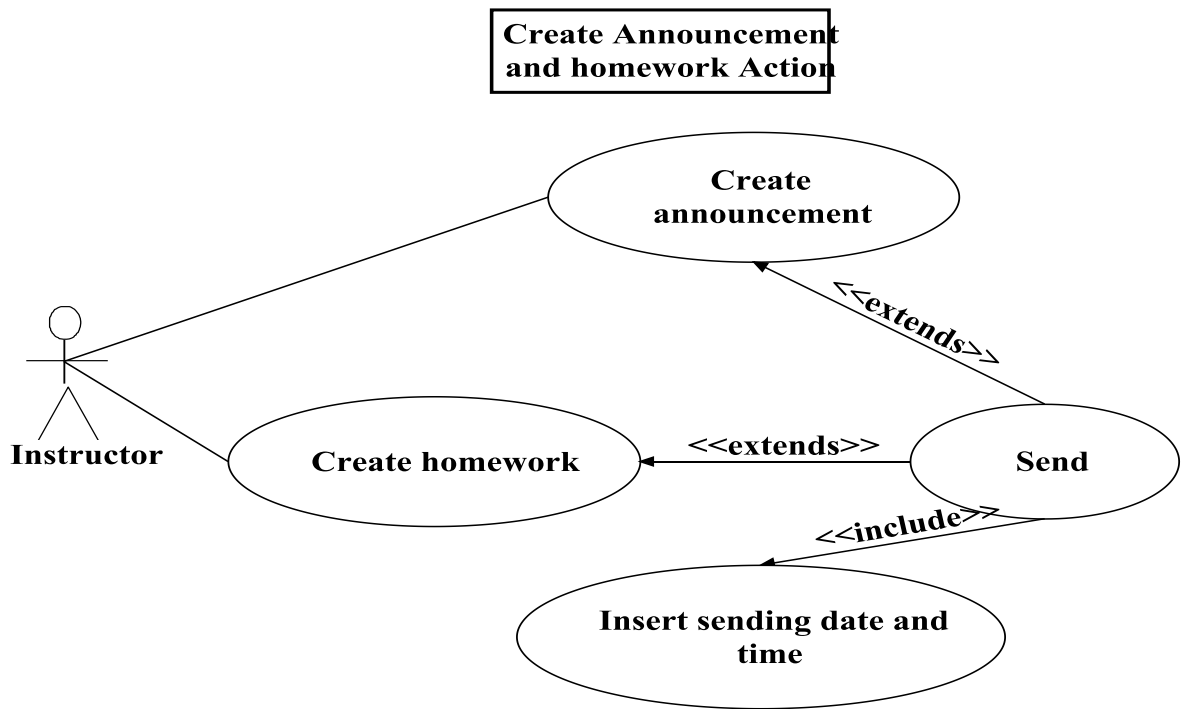 Create Announcement
and homework Action
Create
announcement
<<extends>>
Instructor
Create homework
<<extends>>
Send
<<include>>
Insert sending date and
time